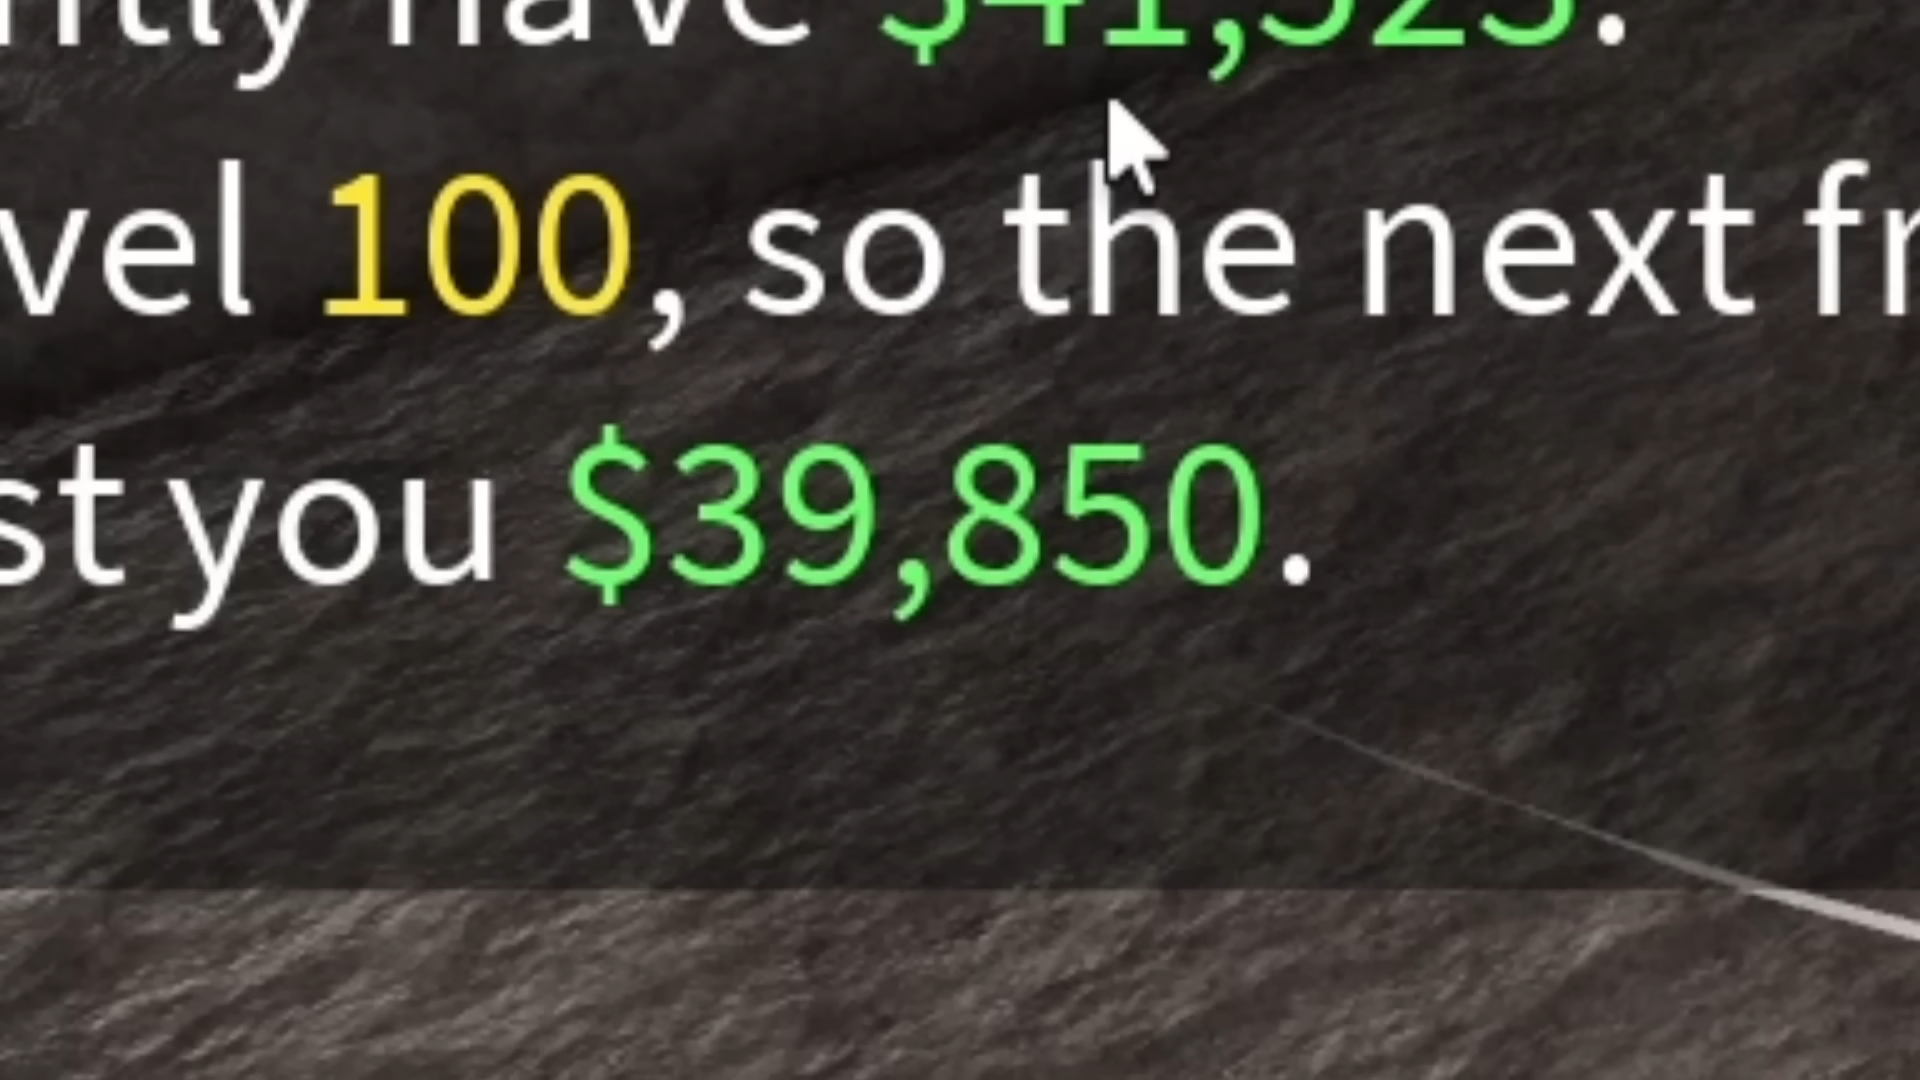 ntly have $41,525.
vel 100, so the next fr
st you $39,850.